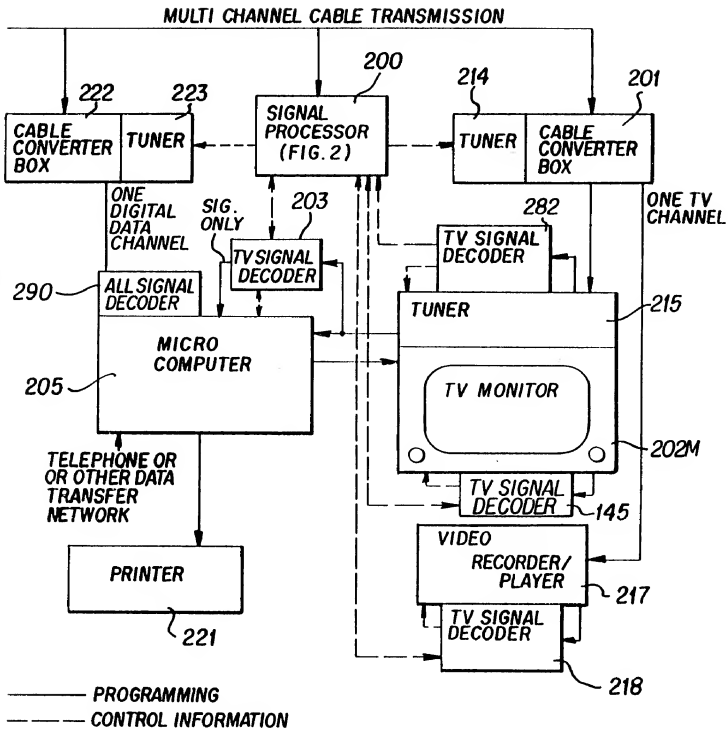 MULTI CHANNEL CABLE TRANSMISSION
222
223
200
214
201
CABLE
CONVERTER
BOX
TUNER
SIGNAL
PROCESSOR
(FIG. 2)
TUNER
CABLE
CONVERTER
BOX
ONE
DIGITAL
DATA
CHANNEL
SIG.
ONLY
203
TV SIGNAL
DECODER
282
TV SIGNAL
DECODER
ONE TV
CHANNEL
290
ALL SIGNAL
DECODER
TUNER
215
MICRO
COMPUTER
205
TV MONITOR
202M
TELEPHONE OR
OR OTHER DATA
TRANSFER
NETWORK
TV SIGNAL
DECODER
145
VIDEO
RECORDER/
PLAYER
217
PRINTER
221
TV SIGNAL
DECODER
218
PROGRAMMING
CONTROL INFORMATION